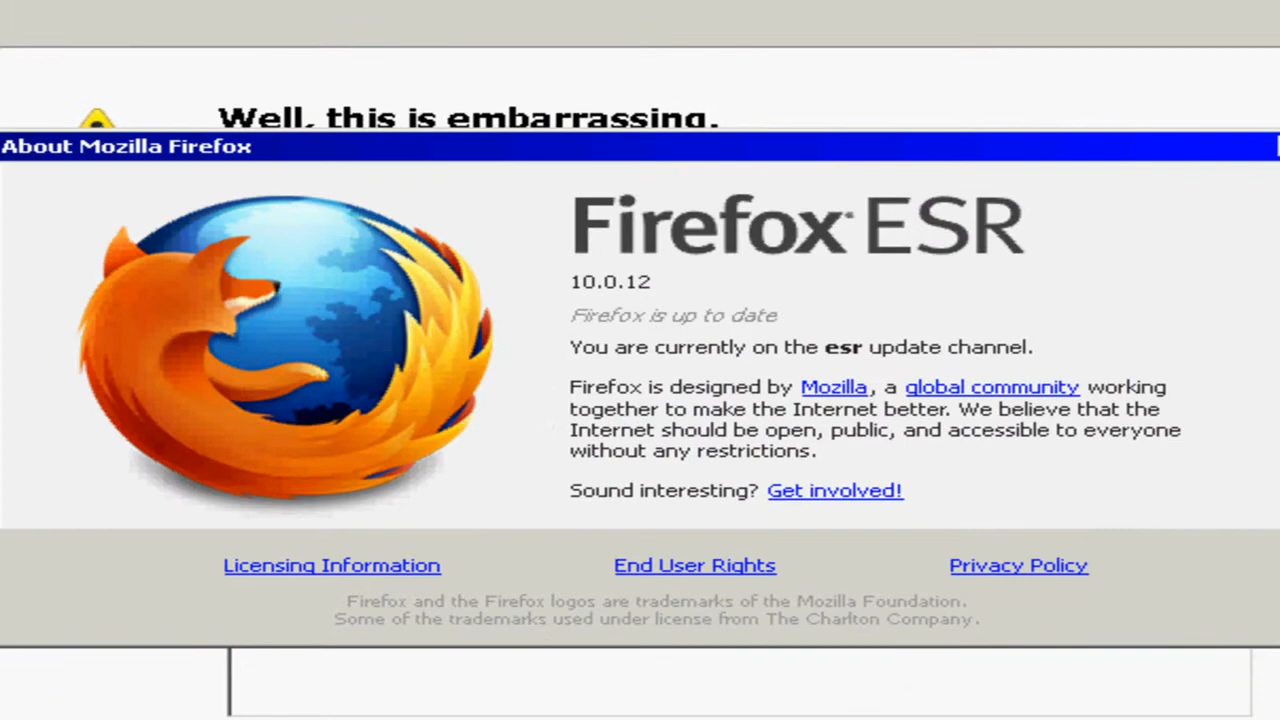 Well, this is embarrassing.
About Mozilla Firefox
Firefox ESR
10.0.12
Firefox is up to date
You are currently on the esr update channel.
Firefox is designed by Mozilla, a global community working
together to make the Internet better. We believe that the
Internet should be open, public, and accessible to everyone
without any restrictions.
Sound interesting? Get involved!
Licensing Information End User Rights Privacy Policy
Firefox and the Firefox logos are trademarks of the Mozilla Foundation.
Some of the trademarks used under license from The Charlton Company.